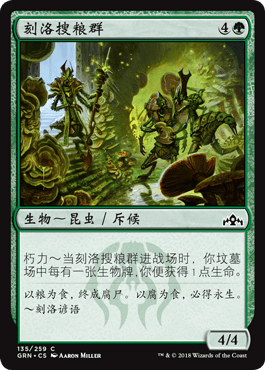 刻洛搜粮群 4
生物～昆虫 / 斥候
朽力～当刻洛搜粮群进战场时，你坟墓
场中每有一张生物牌，你便获得1点生命。
以粮为食，终成腐尸。以腐为食，必得永生。
～刻洛谚语
4/4
135/259 C
GRN • CS AARON MILLER
™ & © 2018 Wizards of the Coast